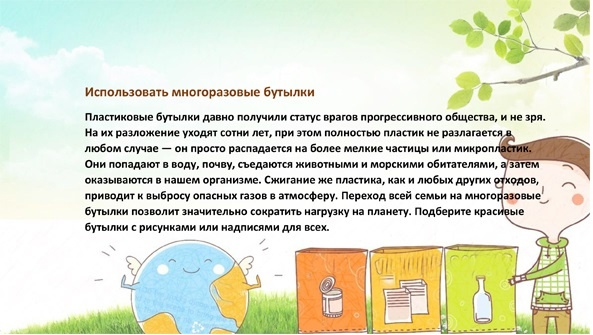 Использовать многоразовые бутылки
Пластиковые бутылки давно получили статус врагов прогрессивного общества, и не зря.
На их разложение уходят сотни лет, при этом полностью пластик не разлагается в
любом случае — он просто распадается на более мелкие частицы или микропластик.
Они попадают в воду, почву, съедаются животными и морскими обитателями, а затем
оказываются в нашем организме. Сжигание же пластика, как и любых других отходов,
приводит к выбросу опасных газов в атмосферу. Переход всей семьи на многоразовые
бутылки позволит значительно сократить нагрузку на планету. Подберите красивые
бутылки с рисунками или надписями для всех.